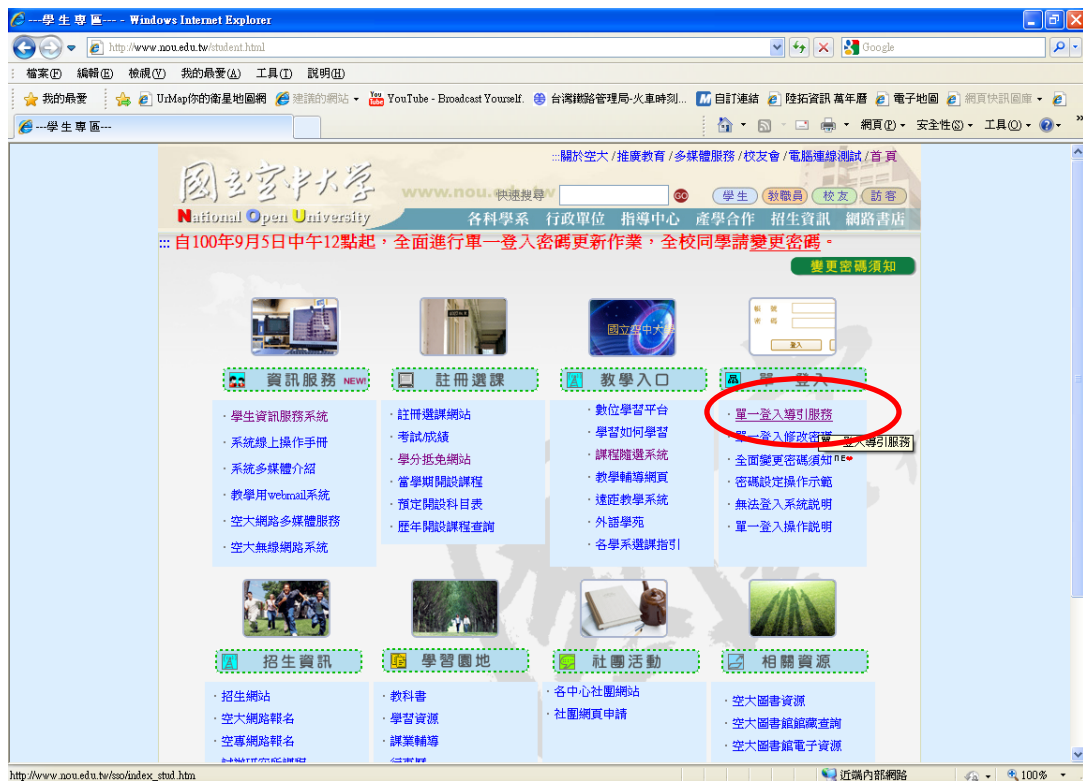 ---學 生 專 區--- - Windows Internet Explorer
http://www.nou.edu.tw/student.html
Google
檔案(F) 編輯(E) 檢視(V) 我的最愛(A) 工具(T) 說明(H)
我的最愛 UrMap你的衛星地圖網 建議的網站 YouTube - Broadcast Yourself. 台灣鐵路管理局-火車時刻... 自訂連結 陸拓資訊 萬年曆 電子地圖 網頁快訊圖庫
---學生專區---
網頁(P) 安全性(S) 工具(O)
:::關於空大/推廣教育/多媒體服務/校友會/電腦連線測試/首頁
國立空中大學
www.nou.edu.tw
快速搜尋
GO
學生 教職員 校友 訪客
National Open University
各科學系 行政單位 指導中心 產學合作 招生資訊 網路書店
:::自100年9月5日中午12點起，全面進行單一登入密碼更新作業，全校同學請變更密碼。
變更密碼須知
國立空中大學
帳 號
密 碼
登入
資訊服務 NEW!
· 學生資訊服務系統
· 系統線上操作手冊
· 系統多媒體介紹
· 教學用webmail系統
· 空大網路多媒體服務
· 空大無線網路系統
註冊選課
· 註冊選課網站
· 考試/成績
· 學分抵免網站
· 當學期開設課程
· 預定開設科目表
· 歷年開設課程查詢
教學入口
· 數位學習平台
· 學習如何學習
· 課程隨選系統
· 教學輔導網頁
· 遠距教學系統
· 外語學苑
· 各學系選課指引
單一登入
· 單一登入導引服務
· 單一登入修改密
單一登入導引服務
· 全面變更密碼須知
· 密碼設定操作示範
· 無法登入系統說明
· 單一登入操作說明
招生資訊
· 招生網站
· 空大網路報名
· 空專網路報名
學習園地
· 教科書
· 學習資源
· 課業輔導
· 行事曆
社團活動
· 各中心社團網站
· 社團網頁申請
相關資源
· 空大圖書資源
· 空大圖書館館藏查詢
· 空大圖書館電子資源
http://www.nou.edu.tw/sso/index_stud.htm
近端內部網路
100%